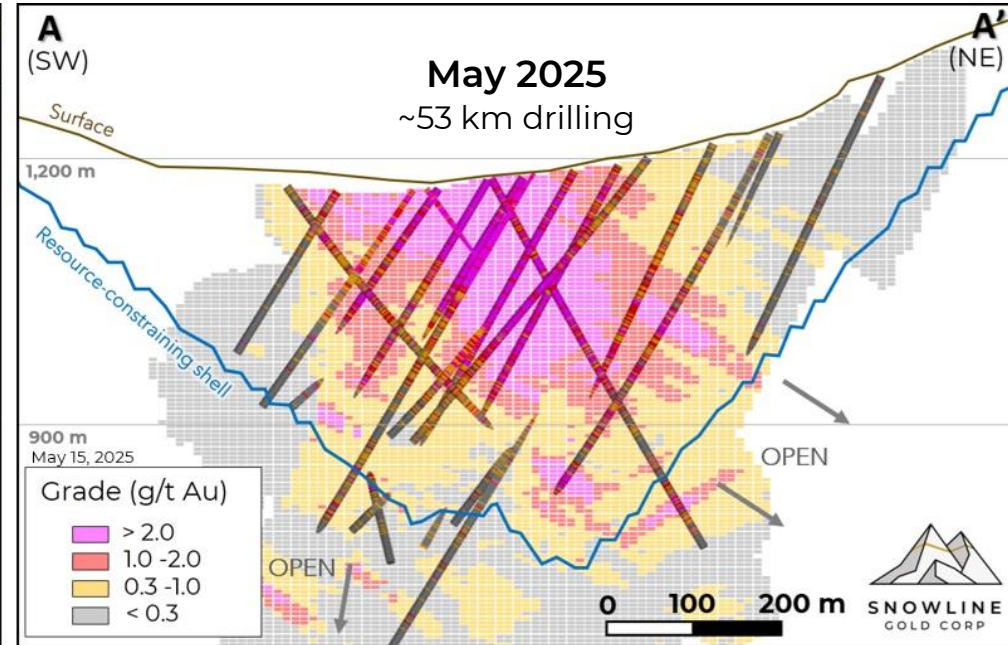 A
(SW)
A'
(NE)
May 2025
~53 km drilling
Surface
1,200 m
Resource-constraining shell
900 m
May 15, 2025
Grade (g/t Au)
> 2.0
1.0 -2.0
0.3 -1.0
< 0.3
OPEN
OPEN
0 100 200 m
SNOWLINE
GOLD CORP